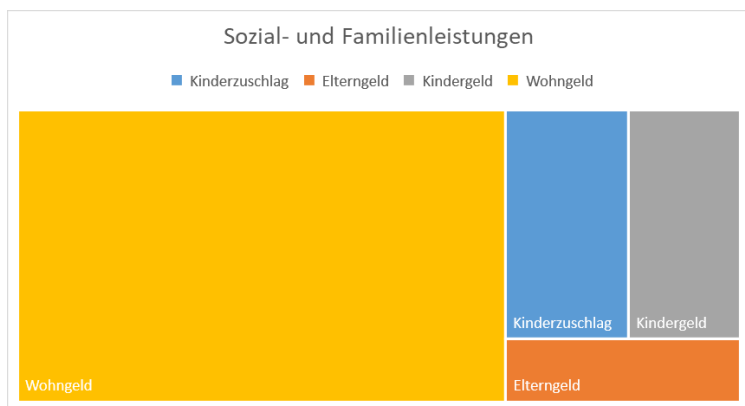 Sozial- und Familienleistungen
Kinderzuschlag Elterngeld Kindergeld Wohngeld
Kinderzuschlag Kindergeld
Wohngeld Elterngeld